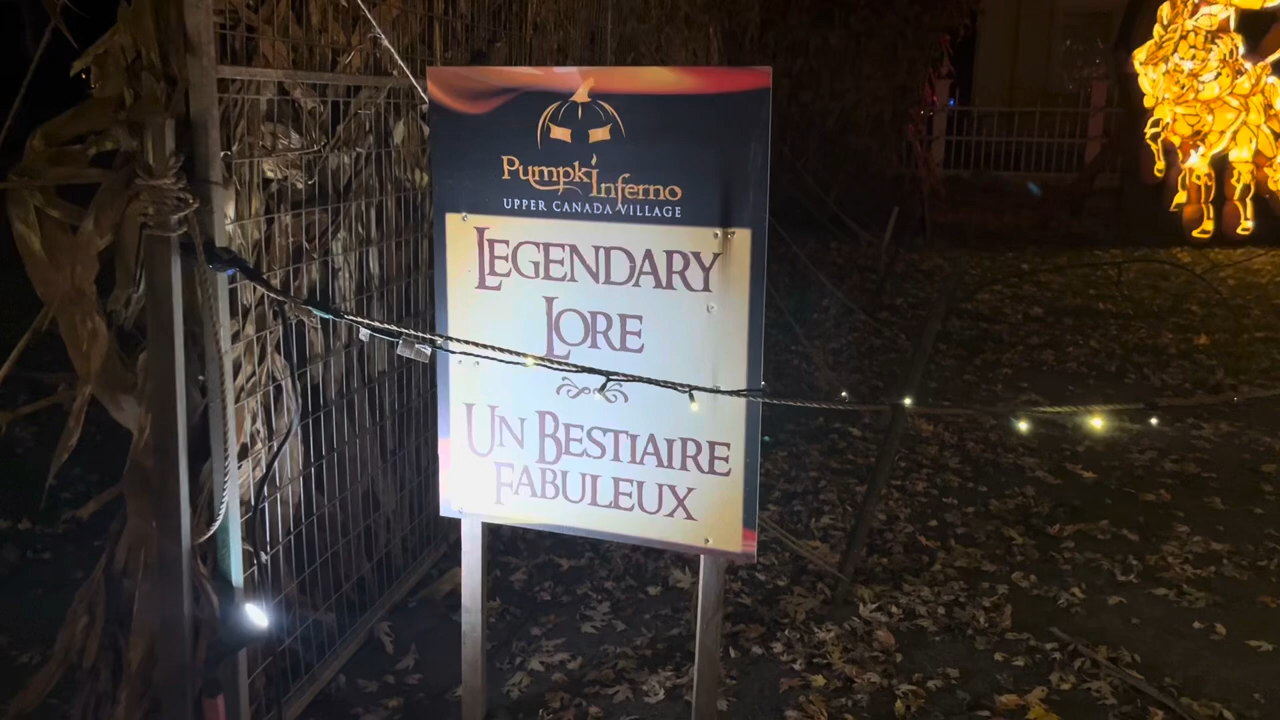 PumpkInferno
UPPER CANADA VILLAGE
LEGENDARY
LORE
UN BESTIAIRE
FABULEUX